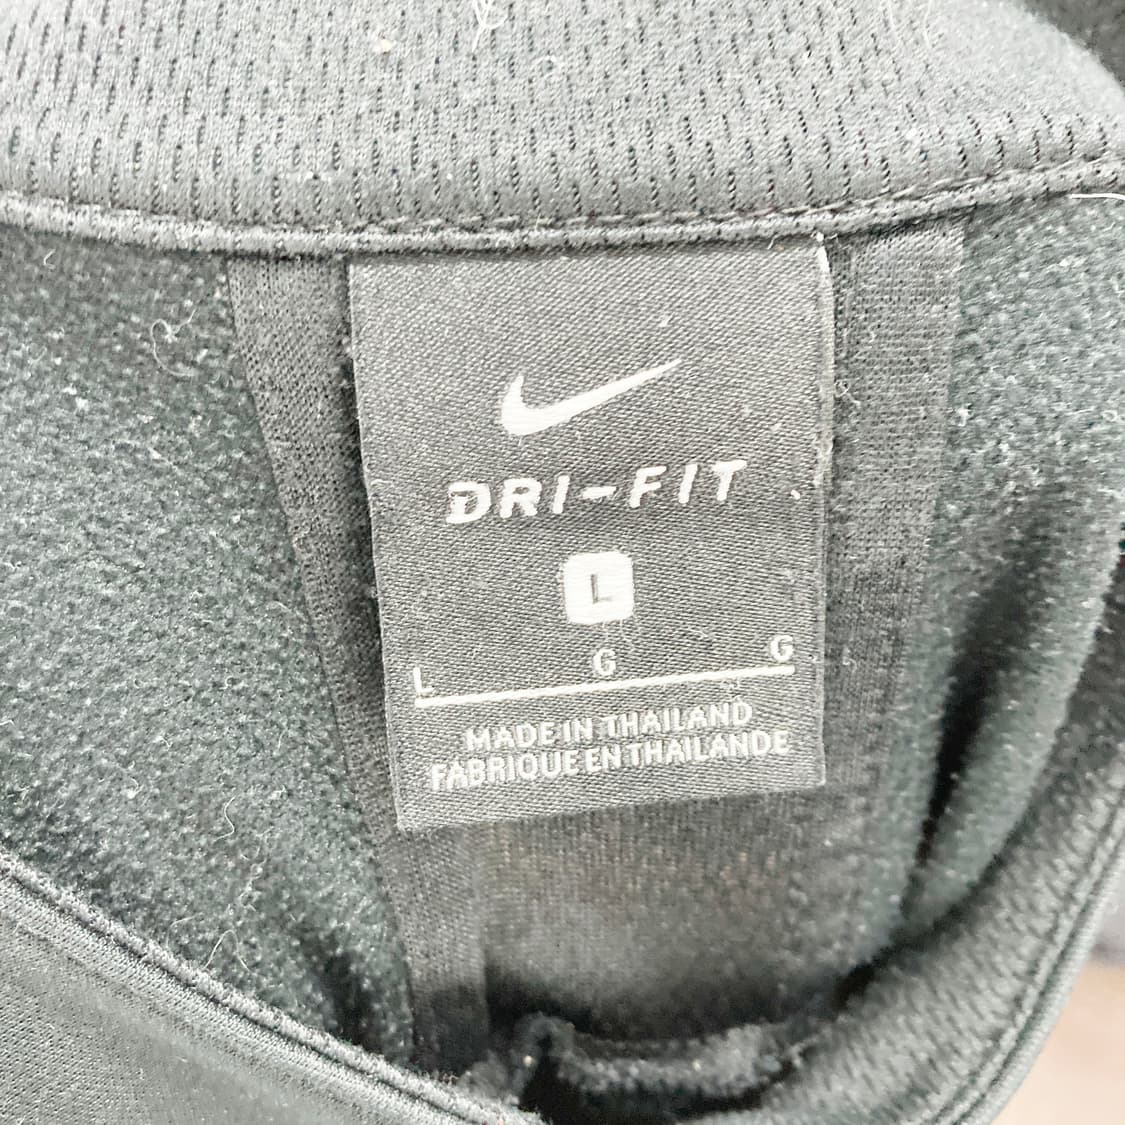 DRI-FIT
L
L G G
MADE IN THAILAND
FABRIQUE EN THAILANDE